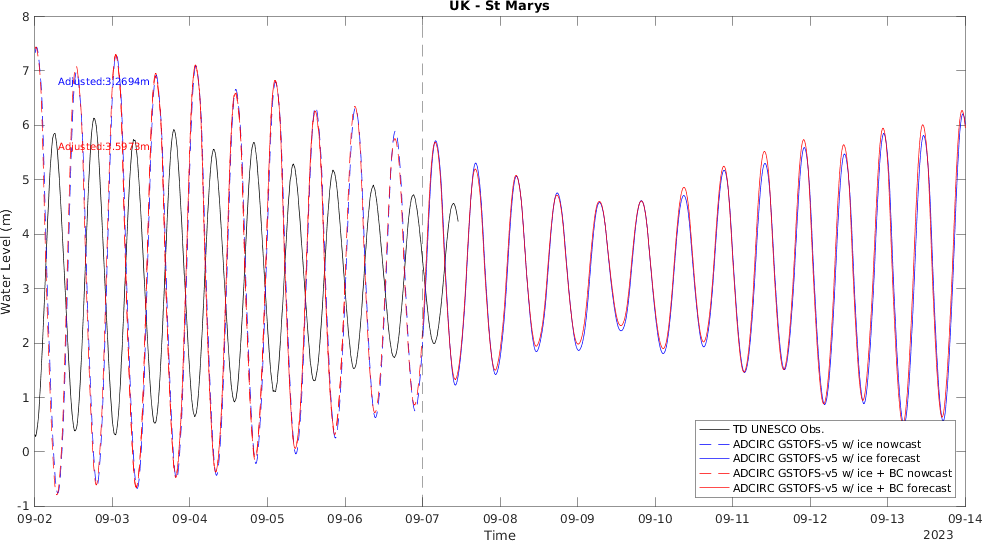 UK - St Marys
8
7
6
5
4
3
2
1
0
-1
Water Level (m)
Adjusted:3.2694m
Adjusted:3.5973m
TD UNESCO Obs.
ADCIRC GSTOFS-v5 w/ ice nowcast
ADCIRC GSTOFS-v5 w/ ice forecast
ADCIRC GSTOFS-v5 w/ ice + BC nowcast
ADCIRC GSTOFS-v5 w/ ice + BC forecast
09-02 09-03 09-04 09-05 09-06 09-07 09-08 09-09 09-10 09-11 09-12 09-13 09-14
Time
2023